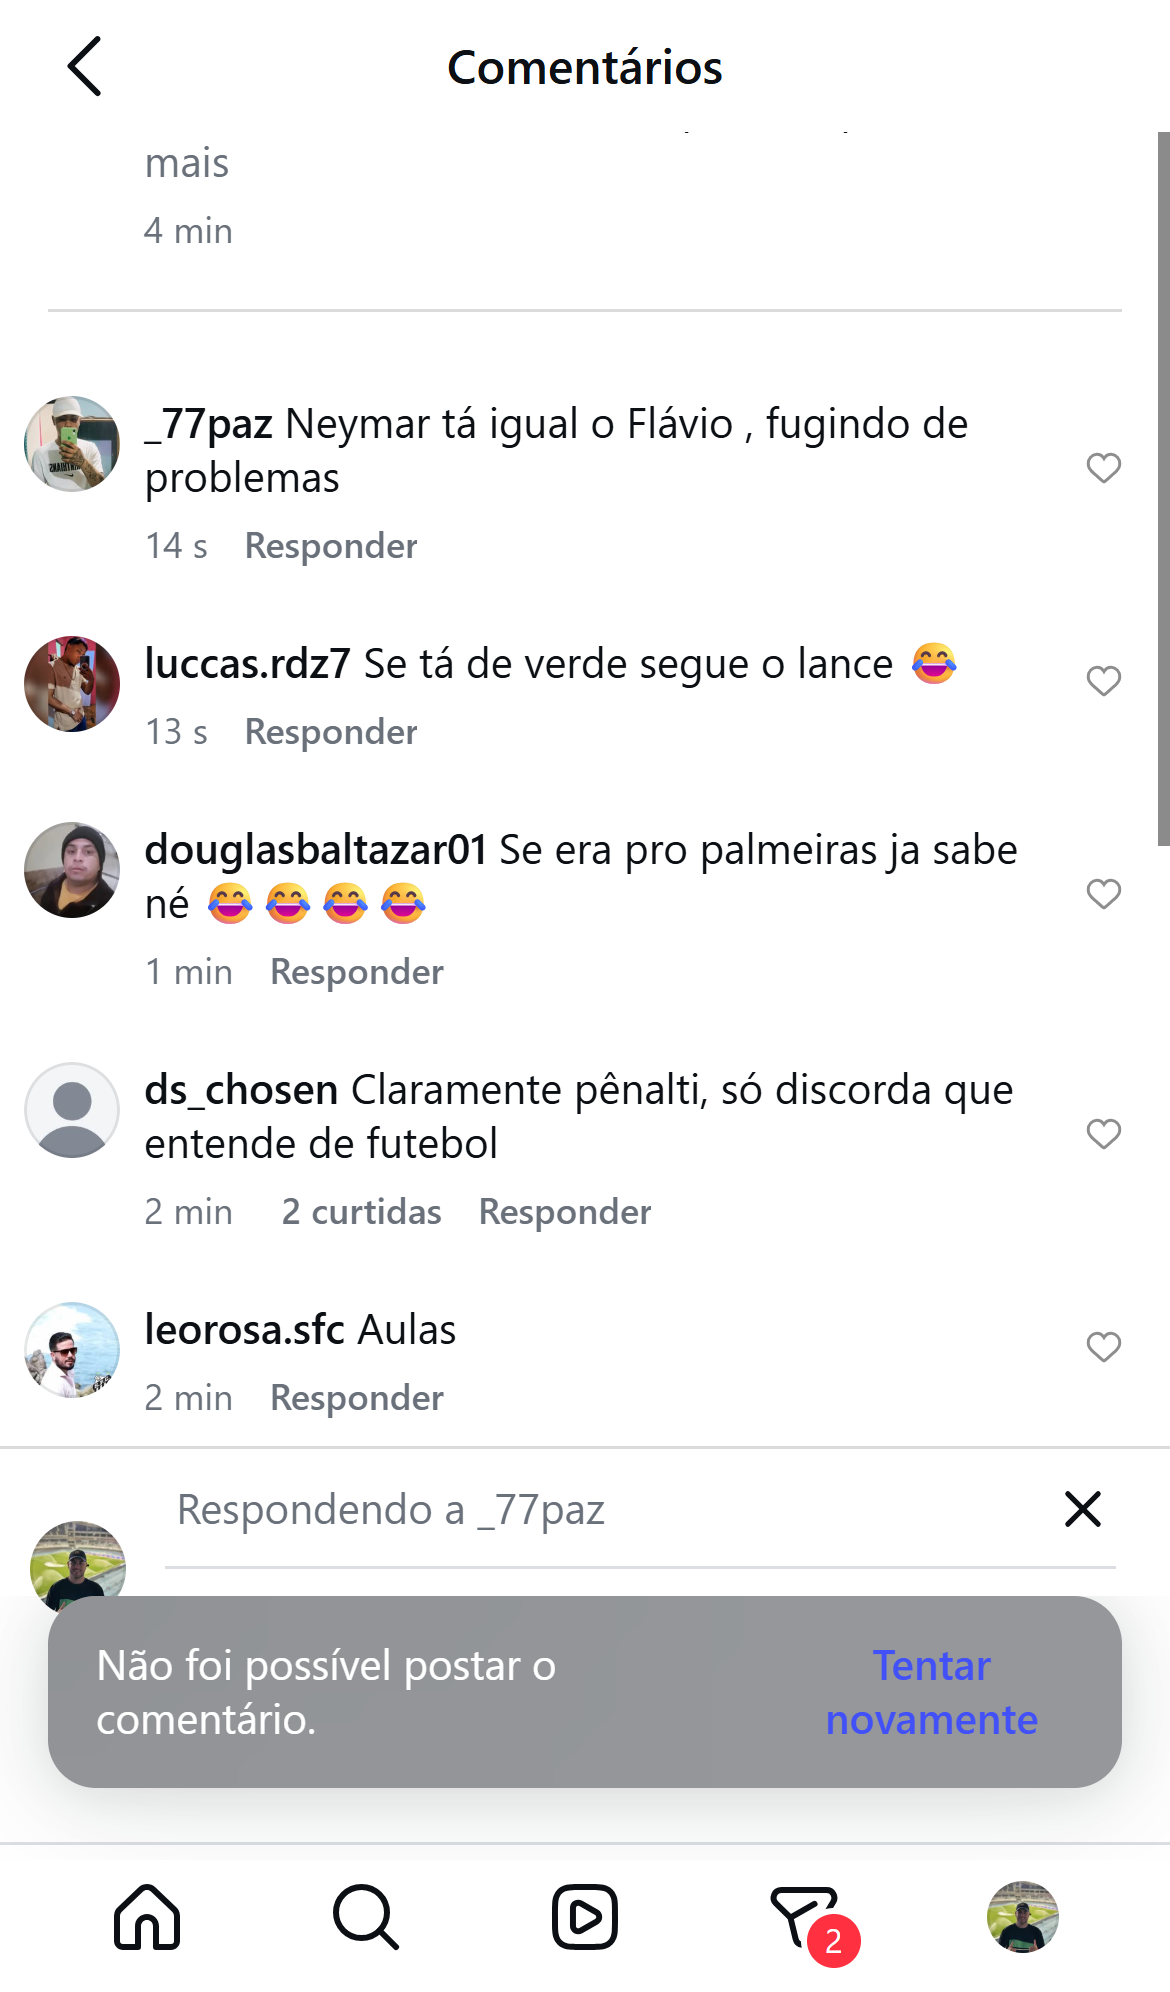 Comentários
mais
4 min
_77paz Neymar tá igual o Flávio , fugindo de
problemas
14 s Responder
luccas.rdz7 Se tá de verde segue o lance 😂
13 s Responder
douglasbaltazar01 Se era pro palmeiras ja sabe
né 😂😂😂😂
1 min Responder
ds_chosen Claramente pênalti, só discorda que
entende de futebol
2 min 2 curtidas Responder
leorosa.sfc Aulas
2 min Responder
Respondendo a _77paz
Não foi possível postar o
comentário.
Tentar
novamente
2